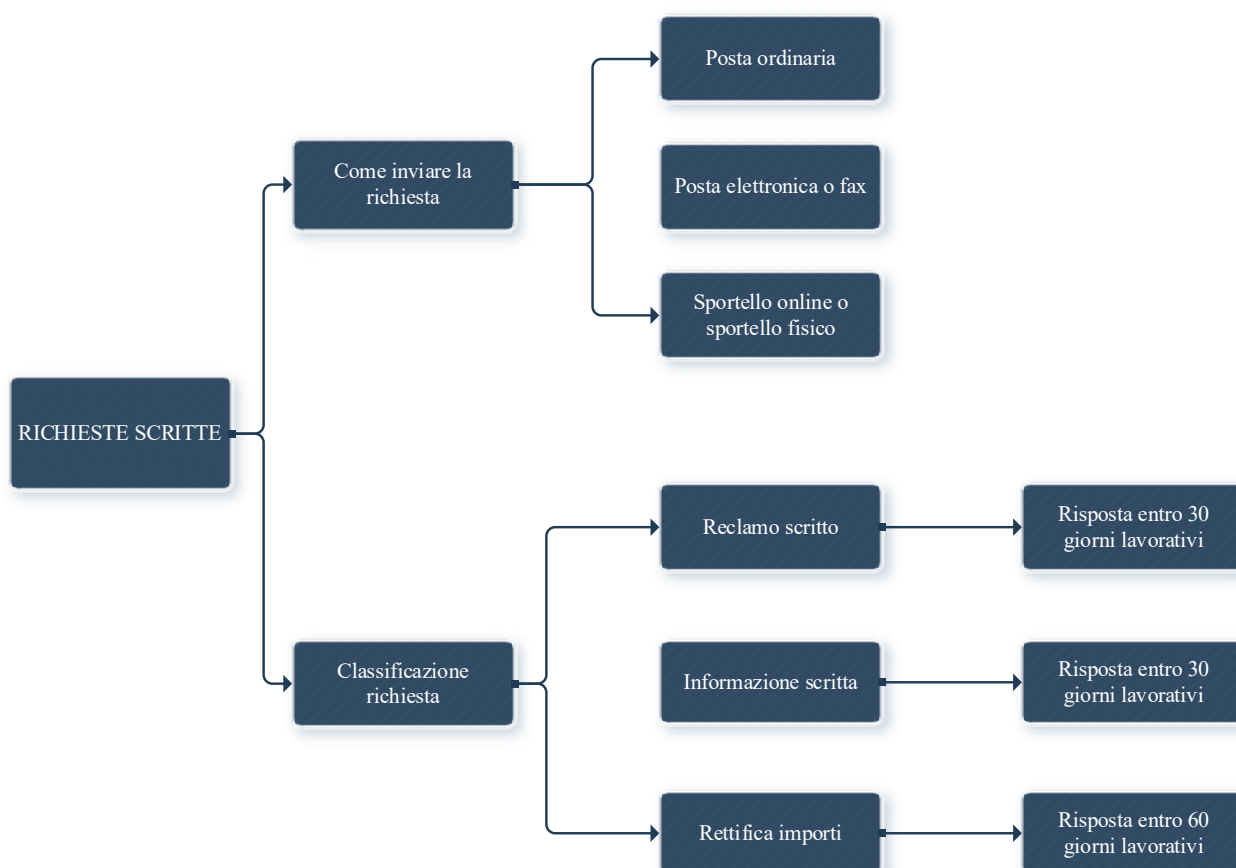 Posta ordinaria
Come inviare la
richiesta
Posta elettronica o fax
Sportello online o
sportello fisico
RICHIESTE SCRITTE
Reclamo scritto
Risposta entro 30
giorni lavorativi
Classificazione
richiesta
Informazione scritta
Risposta entro 30
giorni lavorativi
Rettifica importi
Risposta entro 60
giorni lavorativi